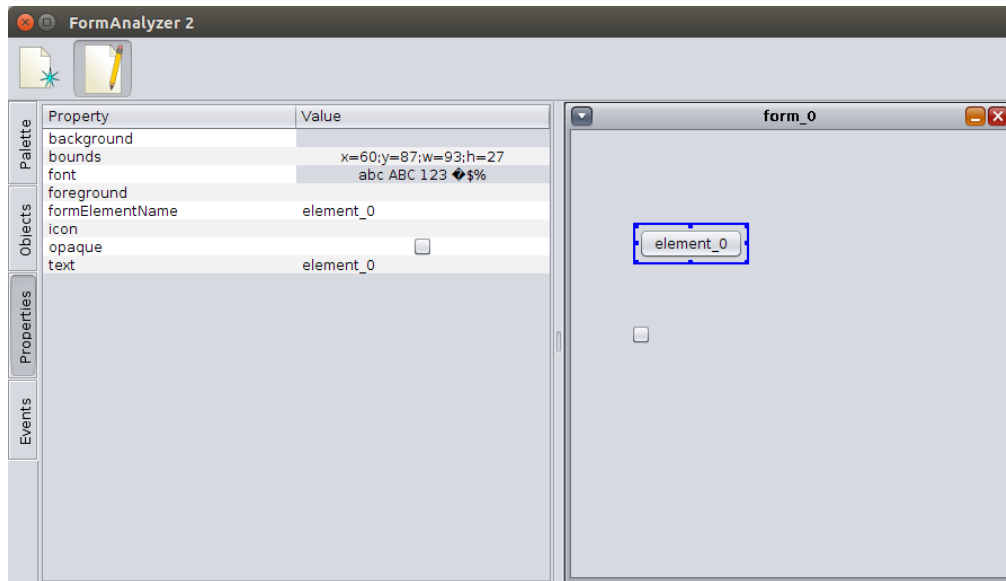 FormAnalyzer 2
Palette
Objects
Properties
Events
Property Value
background
bounds x=60;y=87;w=93;h=27
font abc ABC 123 �$%
foreground
formElementName element_0
icon
opaque
text element_0
form_0
element_0